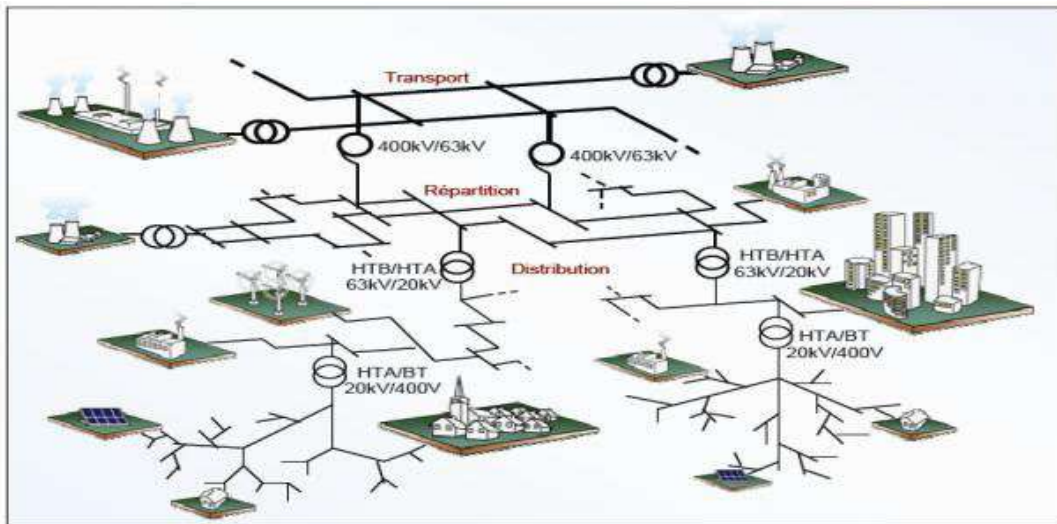 Transport
400kV/63kV
400kV/63kV
Répartition
HTB/HTA
63kV/20kV
Distribution
HTB/HTA
63kV/20kV
HTA/BT
20kV/400V
HTA/BT
20kV/400V